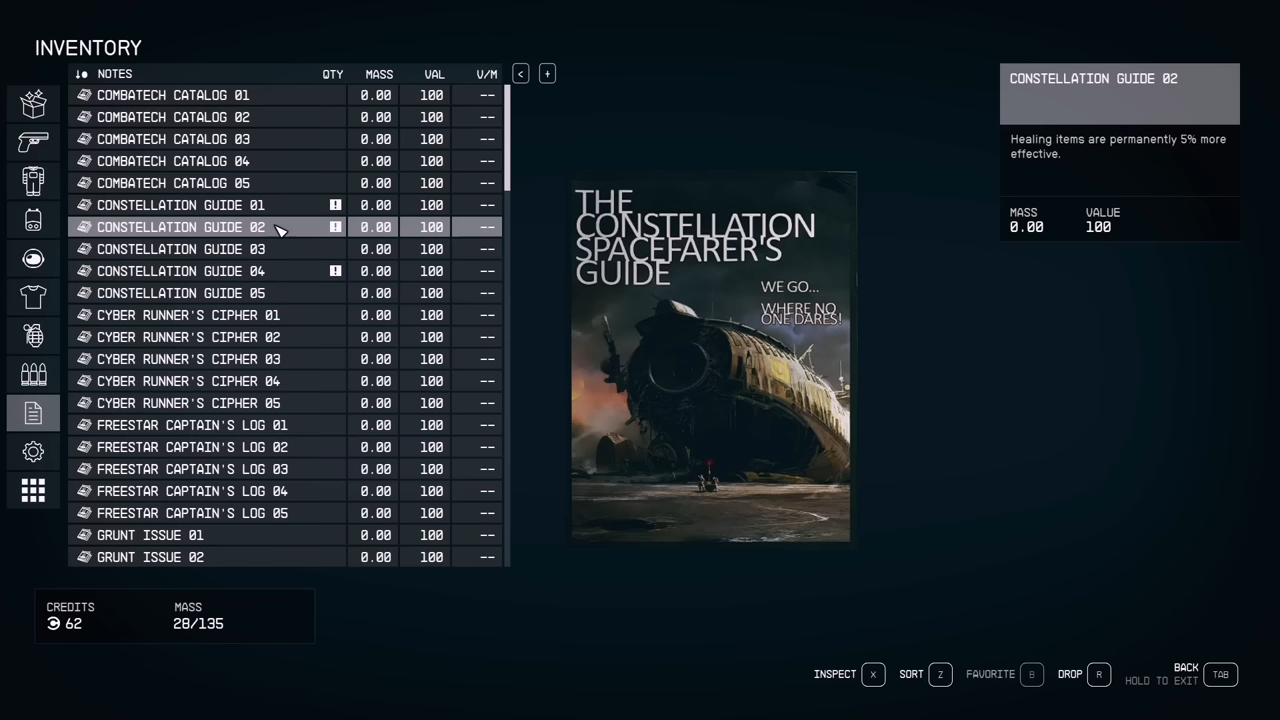 INVENTORY
NOTES QTY MASS VAL V/M < +
COMBATECH CATALOG 01 0.00 100 --
COMBATECH CATALOG 02 0.00 100 --
COMBATECH CATALOG 03 0.00 100 --
COMBATECH CATALOG 04 0.00 100 --
COMBATECH CATALOG 05 0.00 100 --
CONSTELLATION GUIDE 01 ! 0.00 100 --
CONSTELLATION GUIDE 02 ! 0.00 100 --
CONSTELLATION GUIDE 03 0.00 100 --
CONSTELLATION GUIDE 04 ! 0.00 100 --
CONSTELLATION GUIDE 05 0.00 100 --
CYBER RUNNER'S CIPHER 01 0.00 100 --
CYBER RUNNER'S CIPHER 02 0.00 100 --
CYBER RUNNER'S CIPHER 03 0.00 100 --
CYBER RUNNER'S CIPHER 04 0.00 100 --
CYBER RUNNER'S CIPHER 05 0.00 100 --
FREESTAR CAPTAIN'S LOG 01 0.00 100 --
FREESTAR CAPTAIN'S LOG 02 0.00 100 --
FREESTAR CAPTAIN'S LOG 03 0.00 100 --
FREESTAR CAPTAIN'S LOG 04 0.00 100 --
FREESTAR CAPTAIN'S LOG 05 0.00 100 --
GRUNT ISSUE 01 0.00 100 --
GRUNT ISSUE 02 0.00 100 --
THE
CONSTELLATION
SPACEFARER'S
GUIDE
WE GO...
WHERE NO
ONE DARES!
CONSTELLATION GUIDE 02
Healing items are permanently 5% more
effective.
MASS VALUE
0.00 100
CREDITS MASS
62 28/135
INSPECT X SORT Z FAVORITE B DROP R BACK TAB
HOLD TO EXIT